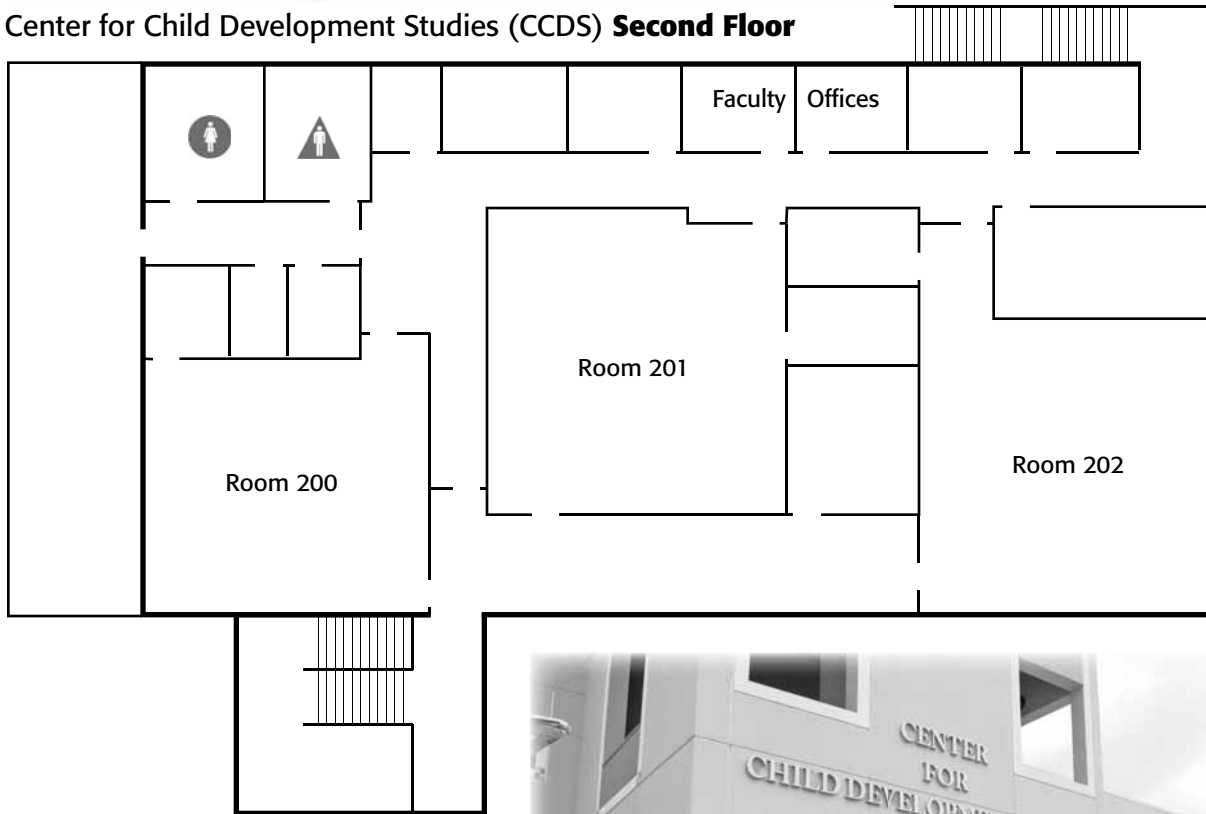 Center for Child Development Studies (CCDS) Second Floor
Faculty Offices
Room 201
Room 200
Room 202
CENTER
FOR
CHILD DEVELOPM